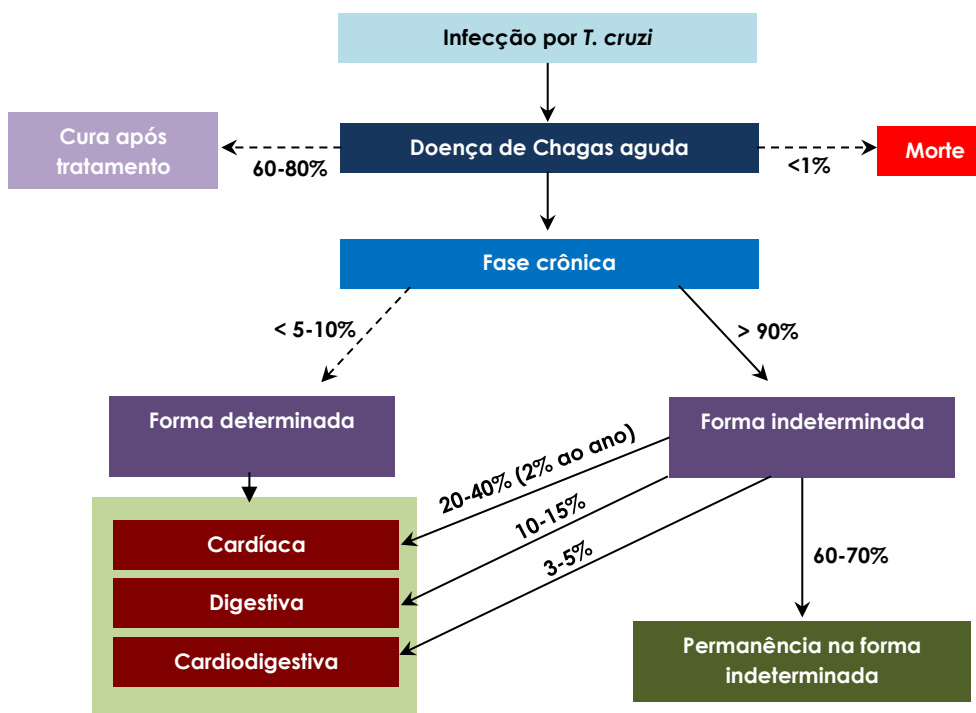 Infecção por T. cruzi
Cura após
tratamento
60-80%
Doença de Chagas aguda
<1%
Morte
Fase crônica
< 5-10%
> 90%
Forma determinada
Forma indeterminada
20-40% (2% ao ano)
10-15%
3-5%
Cardíaca
Digestiva
Cardiodigestiva
60-70%
Permanência na forma
indeterminada